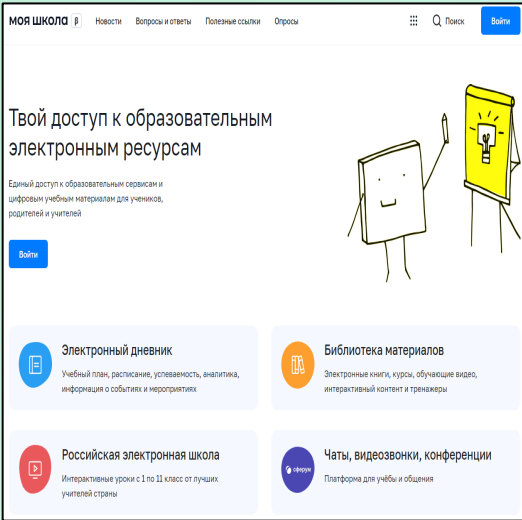 МОЯ ШКОЛА β Новости Вопросы и ответы Полезные ссылки Опросы Поиск Войти
Твой доступ к образовательным
электронным ресурсам
Единый доступ к образовательным сервисам и
цифровым учебным материалам для учеников,
родителей и учителей
Войти
Электронный дневник
Учебный план, расписание, успеваемость, аналитика,
информация о событиях и мероприятиях
Библиотека материалов
Электронные книги, курсы, обучающие видео,
интерактивный контент и тренажеры
Российская электронная школа
Интерактивные уроки с 1 по 11 класс от лучших
учителей страны
сферум
Чаты, видеозвонки, конференции
Платформа для учёбы и общения